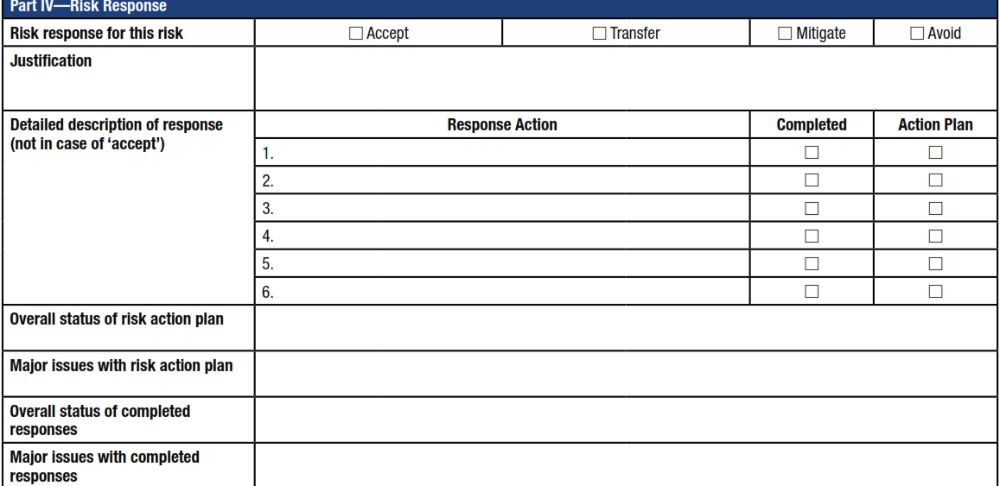 Part IV—Risk Response
Risk response for this risk ☐ Accept ☐ Transfer ☐ Mitigate ☐ Avoid
Justification
Detailed description of response
(not in case of ‘accept’)
Response Action Completed Action Plan
1. ☐ ☐
2. ☐ ☐
3. ☐ ☐
4. ☐ ☐
5. ☐ ☐
6. ☐ ☐
Overall status of risk action plan
Major issues with risk action plan
Overall status of completed
responses
Major issues with completed
responses